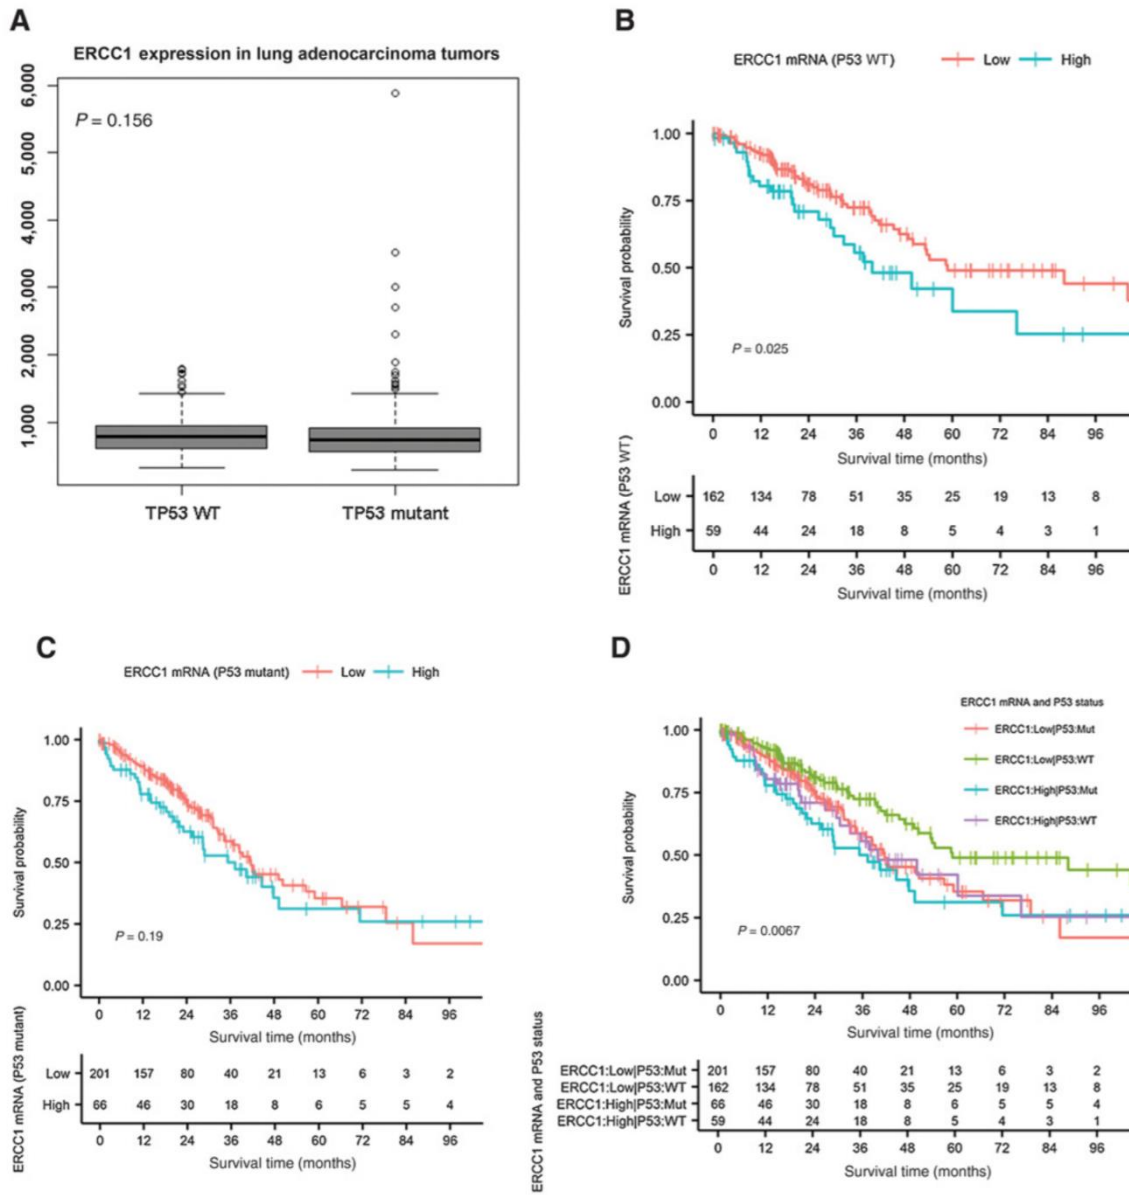 A
ERCC1 expression in lung adenocarcinoma tumors
P = 0.156
6,000
5,000
4,000
3,000
2,000
1,000
TP53 WT TP53 mutant
B
ERCC1 mRNA (P53 WT) Low High
Survival probability
1.00
0.75
0.50
0.25
0.00
P = 0.025
0 12 24 36 48 60 72 84 96
Survival time (months)
ERCC1 mRNA (P53 WT)
Low 162 134 78 51 35 25 19 13 8
High 59 44 24 18 8 5 4 3 1
0 12 24 36 48 60 72 84 96
Survival time (months)
C
ERCC1 mRNA (P53 mutant) Low High
Survival probability
1.00
0.75
0.50
0.25
0.00
P = 0.19
0 12 24 36 48 60 72 84 96
Survival time (months)
ERCC1 mRNA (P53 mutant)
Low 201 157 80 40 21 13 6 3 2
High 66 46 30 18 8 6 5 5 4
0 12 24 36 48 60 72 84 96
Survival time (months)
D
ERCC1 mRNA and P53 status
ERCC1:Low|P53:Mut
ERCC1:Low|P53:WT
ERCC1:High|P53:Mut
ERCC1:High|P53:WT
Survival probability
1.00
0.75
0.50
0.25
0.00
P = 0.0067
0 12 24 36 48 60 72 84 96
Survival time (months)
ERCC1 mRNA and P53 status
ERCC1:Low|P53:Mut 201 157 80 40 21 13 6 3 2
ERCC1:Low|P53:WT 162 134 78 51 35 25 19 13 8
ERCC1:High|P53:Mut 66 46 30 18 8 6 5 5 4
ERCC1:High|P53:WT 59 44 24 18 8 5 4 3 1
0 12 24 36 48 60 72 84 96
Survival time (months)